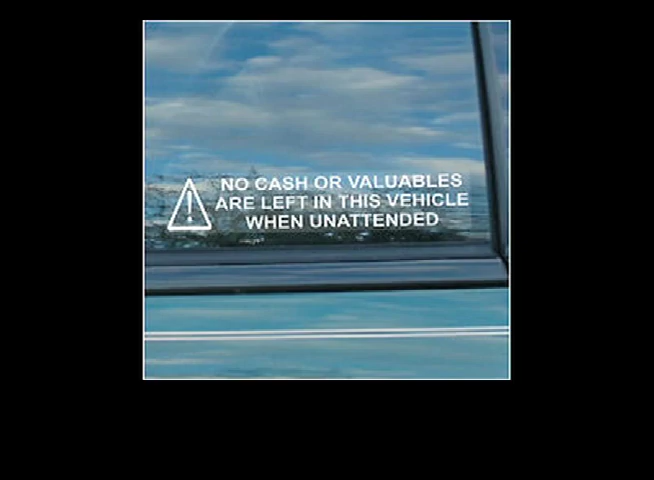 NO CASH OR VALUABLES
ARE LEFT IN THIS VEHICLE
WHEN UNATTENDED